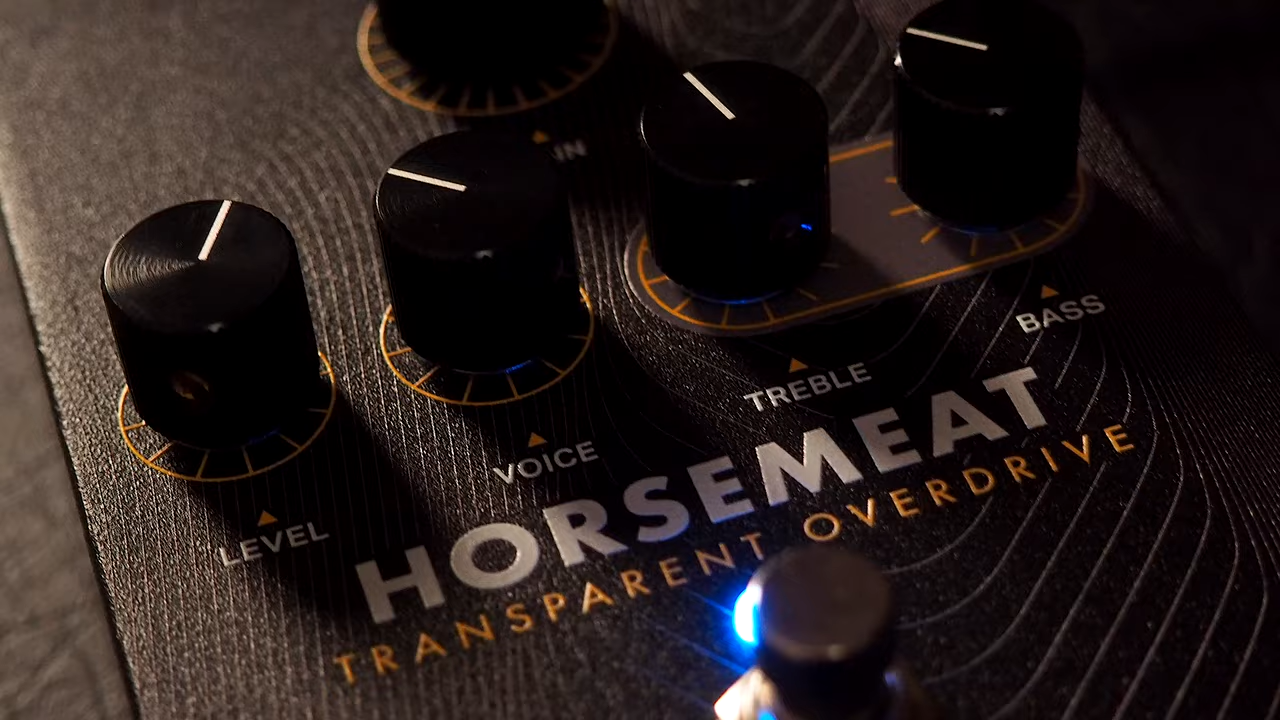 BASS
TREBLE
VOICE
LEVEL
HORSEMEAT
TRANSPARENT OVERDRIVE